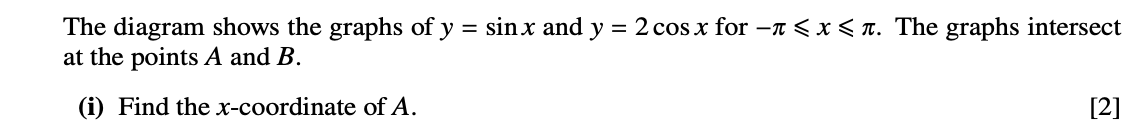 The diagram shows the graphs of y = sin x and y = 2 cos x for −π ⩽ x ⩽ π. The graphs intersect
at the points A and B.
(i) Find the x-coordinate of A. [2]